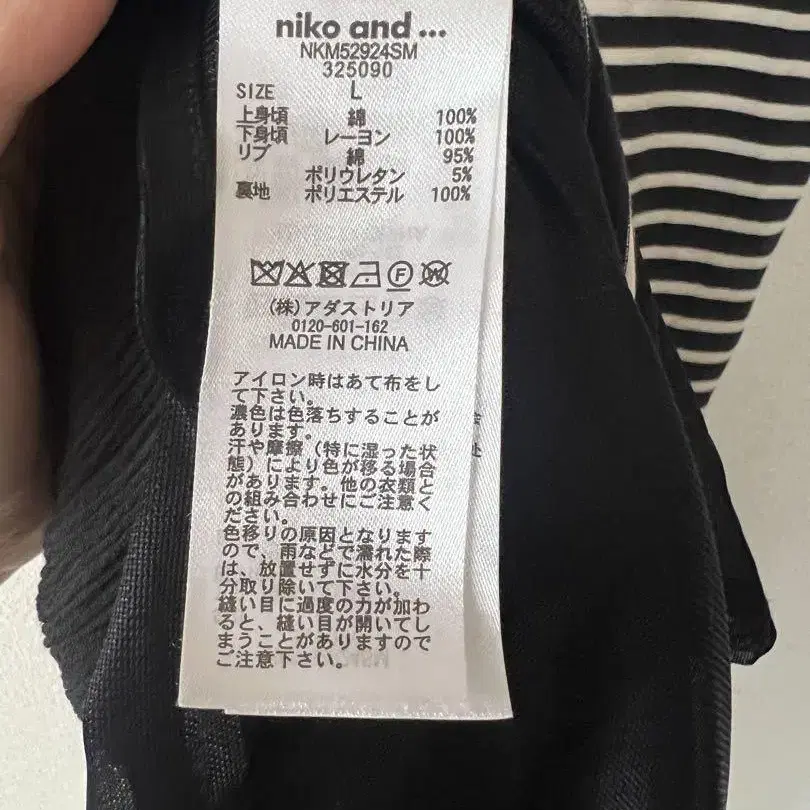 niko and ...
NKM52924SM
325090
SIZE L
上身頃 綿 100%
下身頃 レーヨン 100%
リブ 綿 95%
ポリウレタン 5%
裏地 ポリエステル 100%
F W
(株)アダストリア
0120-601-162
MADE IN CHINA
アイロン時はあて布をし
て下さい。
濃色は色落ちすることが
あります。
汗や摩擦（特に湿った状
態）により色が移る場合
があります。他の衣類と
の組み合わせにご注意く
ださい。
色移りの原因となります
ので、雨などで濡れた際
は、放置せずに水分を十
分取り除いて下さい。
縫い目に過度の力が加わ
ると、縫い目が開いてし
まうことがありますので
ご注意下さい。